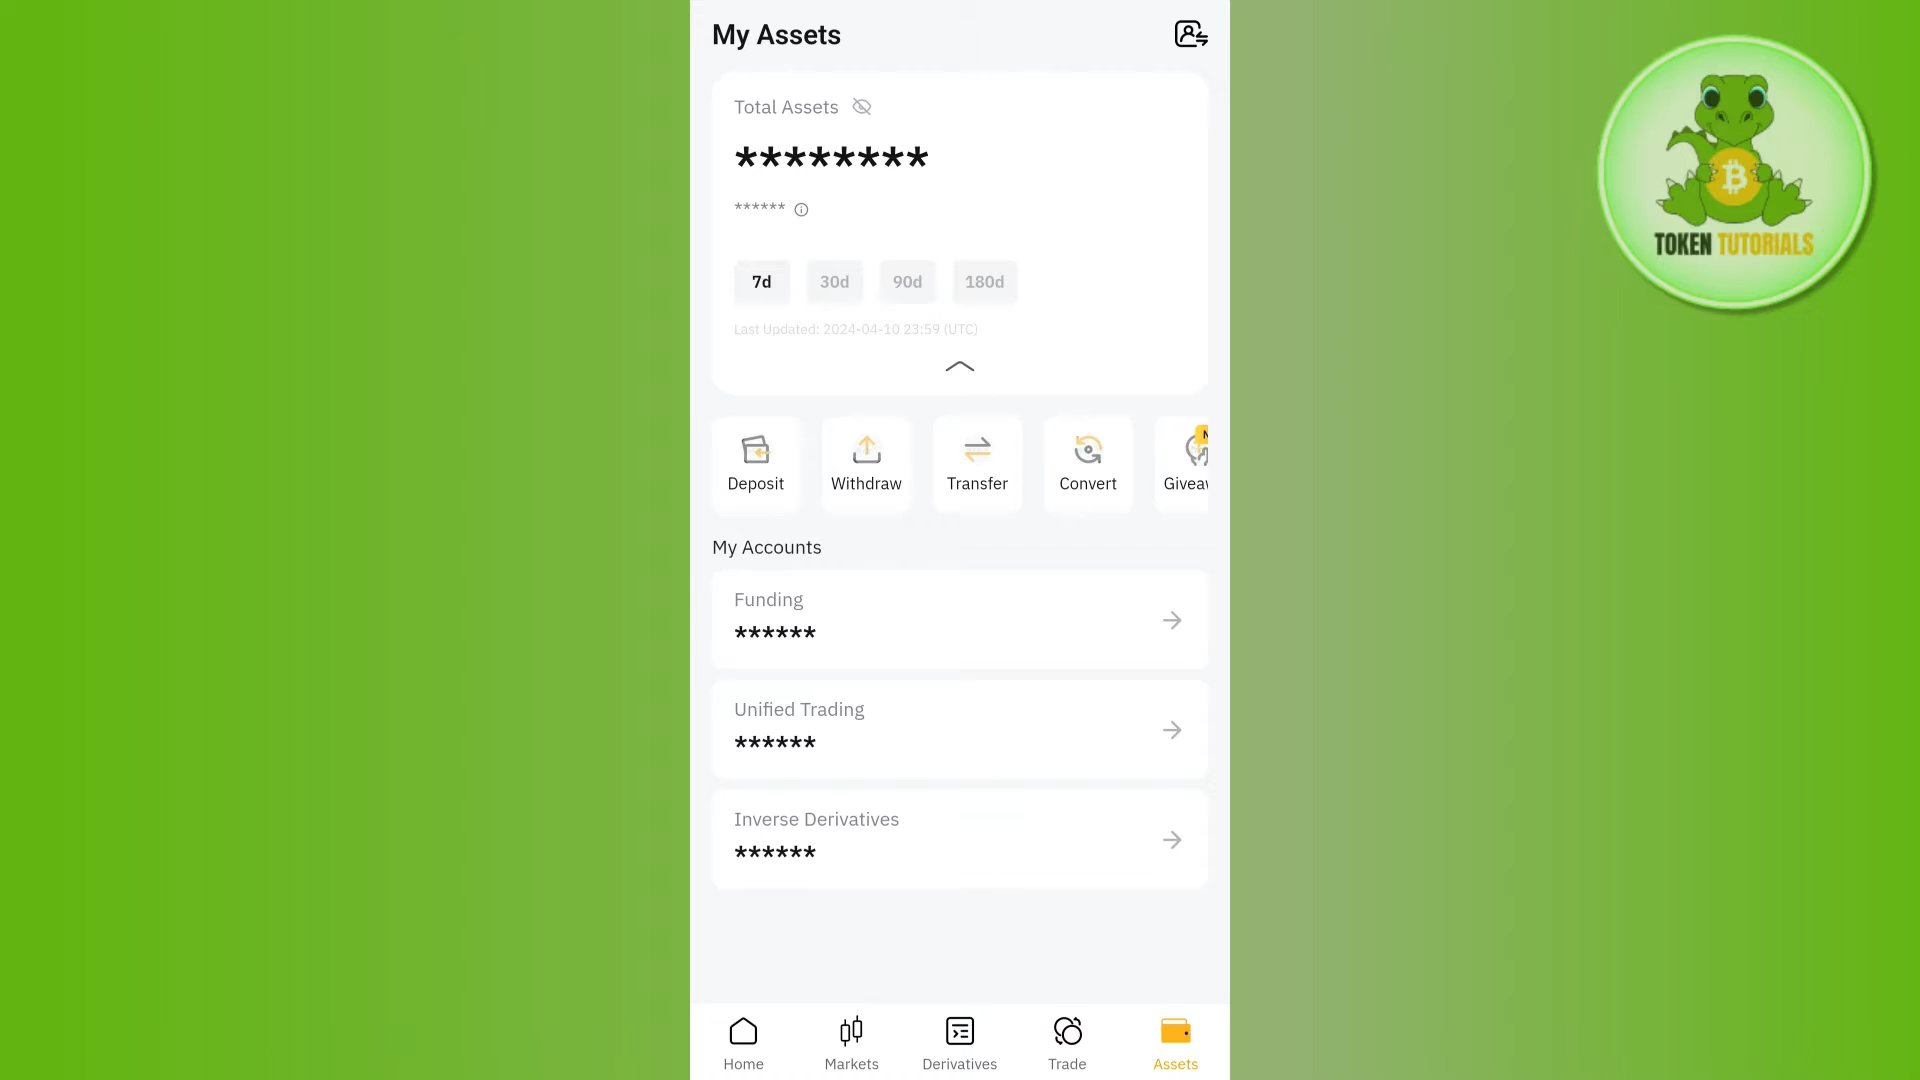 My Assets
Total Assets
********
******
7d 30d 90d 180d
Last Updated: 2024-04-10 23:59 (UTC)
Deposit Withdraw Transfer Convert
My Accounts
Funding
******
Unified Trading
******
Inverse Derivatives
******
Home Markets Derivatives Trade Assets
TOKEN TUTORIALS